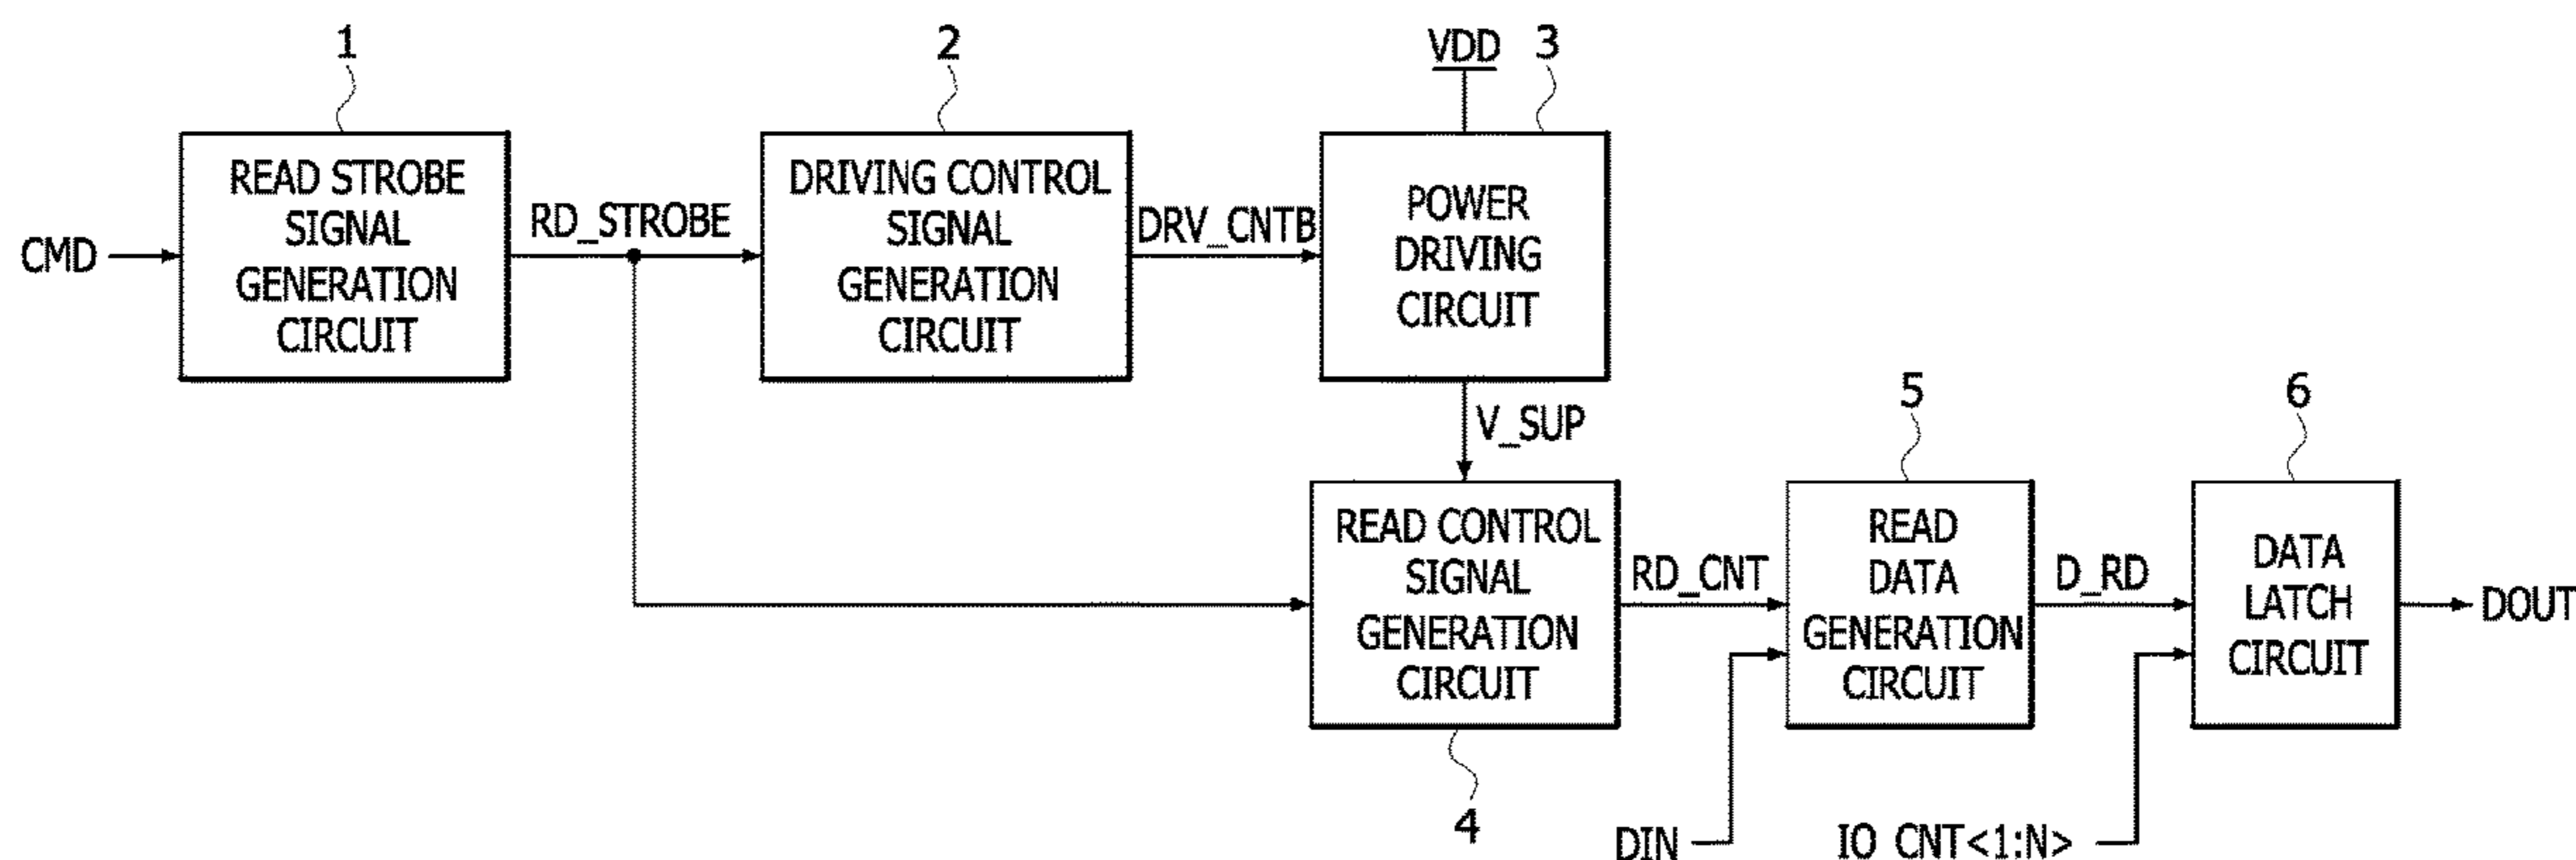 1
2
VDD
3
CMD
READ STROBE
SIGNAL
GENERATION
CIRCUIT
RD_STROBE
DRIVING CONTROL
SIGNAL
GENERATION
CIRCUIT
DRV_CNTB
POWER
DRIVING
CIRCUIT
V_SUP
5
6
READ CONTROL
SIGNAL
GENERATION
CIRCUIT
RD_CNT
READ
DATA
GENERATION
CIRCUIT
D_RD
DATA
LATCH
CIRCUIT
DOUT
4
DIN
IO CNT<1:N>